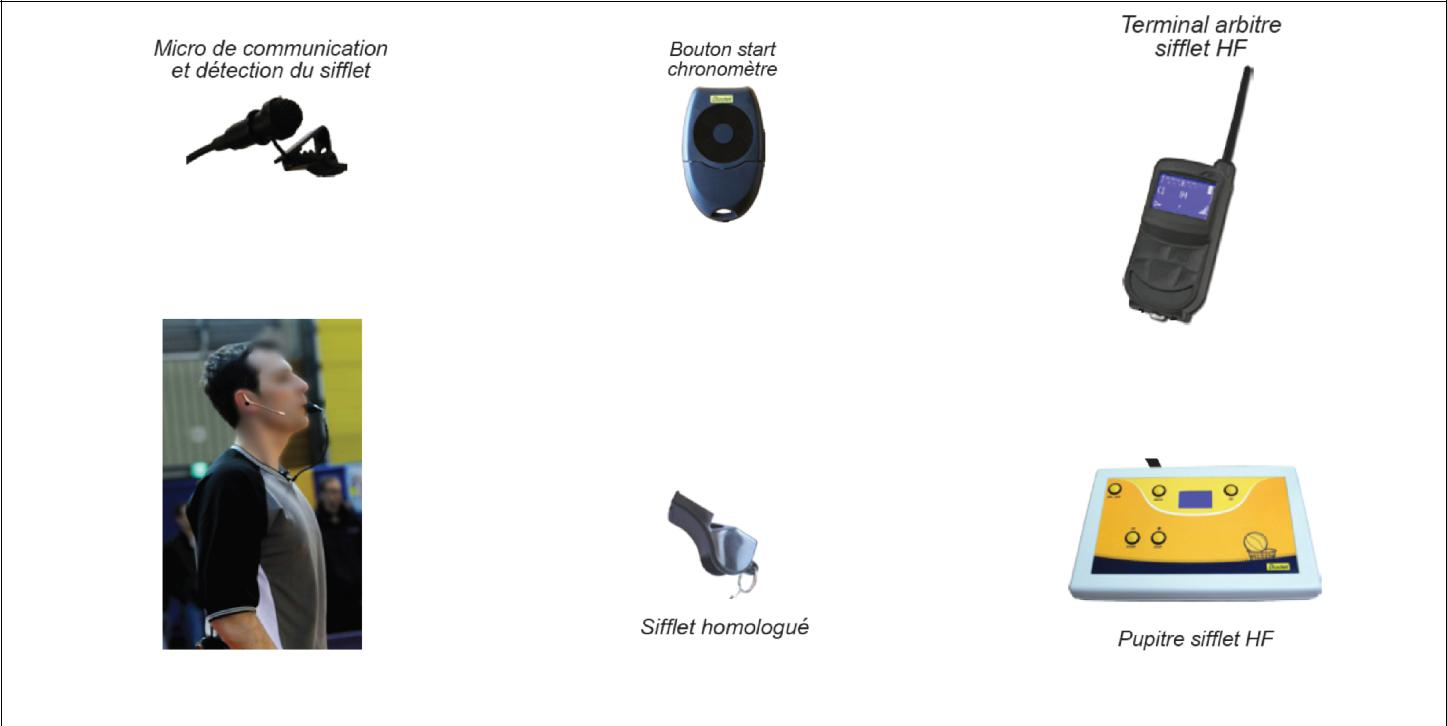 Micro de communication
et détection du sifflet
Bouton start
chronomètre
Terminal arbitre
sifflet HF
Sifflet homologué
Pupitre sifflet HF